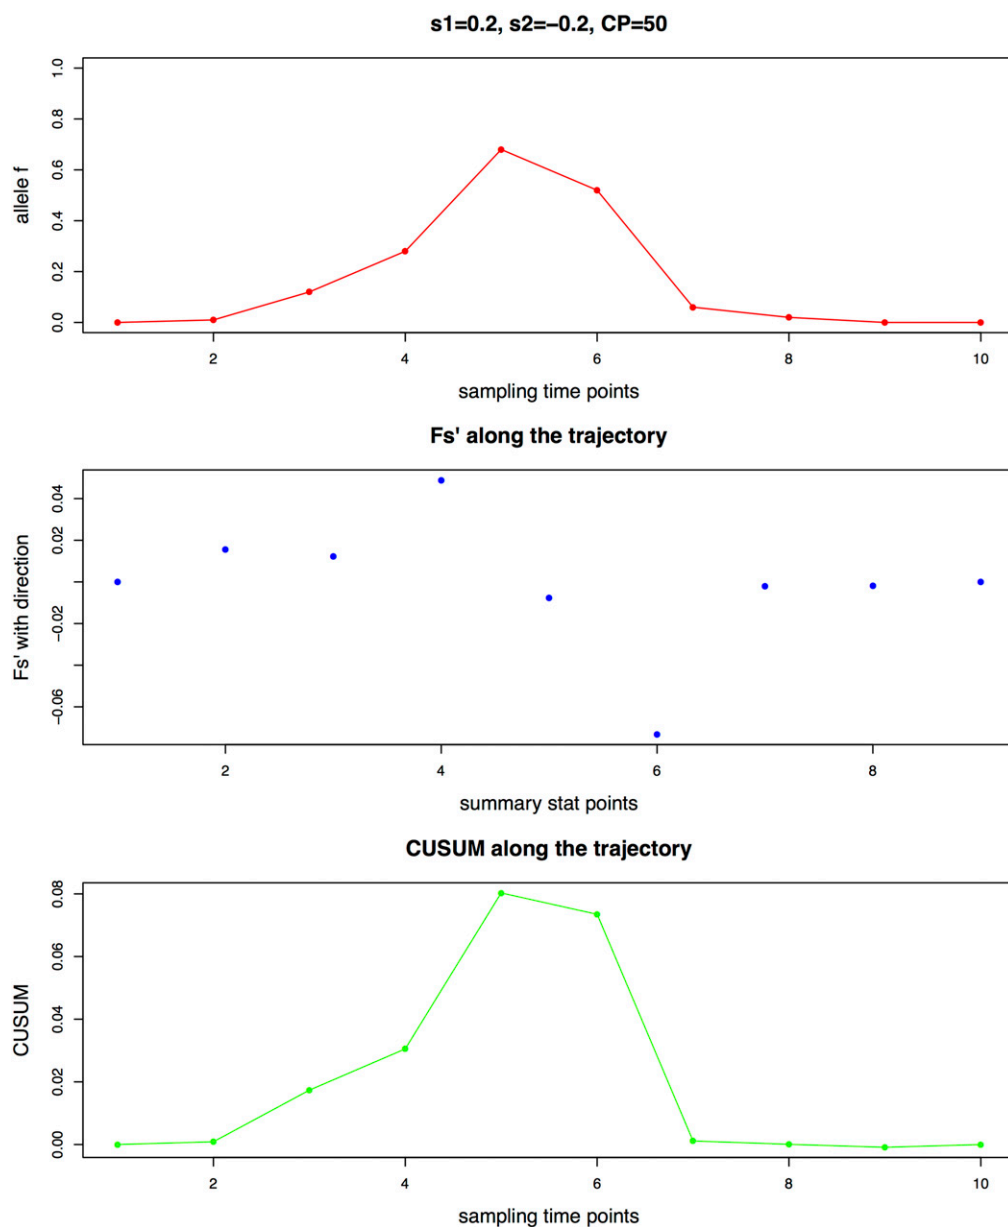 s1=0.2, s2=−0.2, CP=50
1.0
0.8
0.6
0.4
0.2
0.0
allele f
2 4 6 8 10
sampling time points
Fs' along the trajectory
0.04
0.02
−0.02
−0.06
Fs' with direction
2 4 6 8
summary stat points
CUSUM along the trajectory
0.08
0.06
0.04
0.02
0.00
CUSUM
2 4 6 8 10
sampling time points